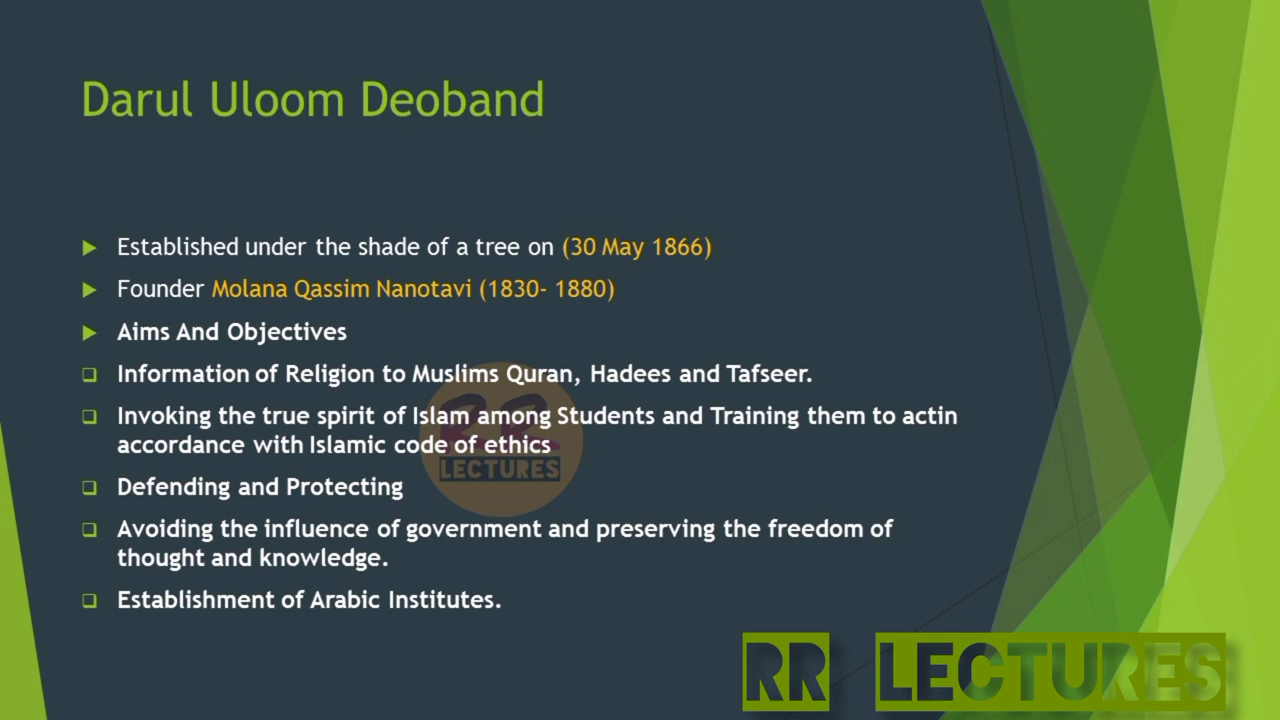 Darul Uloom Deoband
Established under the shade of a tree on (30 May 1866)
Founder Molana Qassim Nanotavi (1830- 1880)
Aims And Objectives
Information of Religion to Muslims Quran, Hadees and Tafseer.
Invoking the true spirit of Islam among Students and Training them to actin
accordance with Islamic code of ethics
RR
LECTURES
Defending and Protecting
Avoiding the influence of government and preserving the freedom of
thought and knowledge.
Establishment of Arabic Institutes.
RR LECTURES